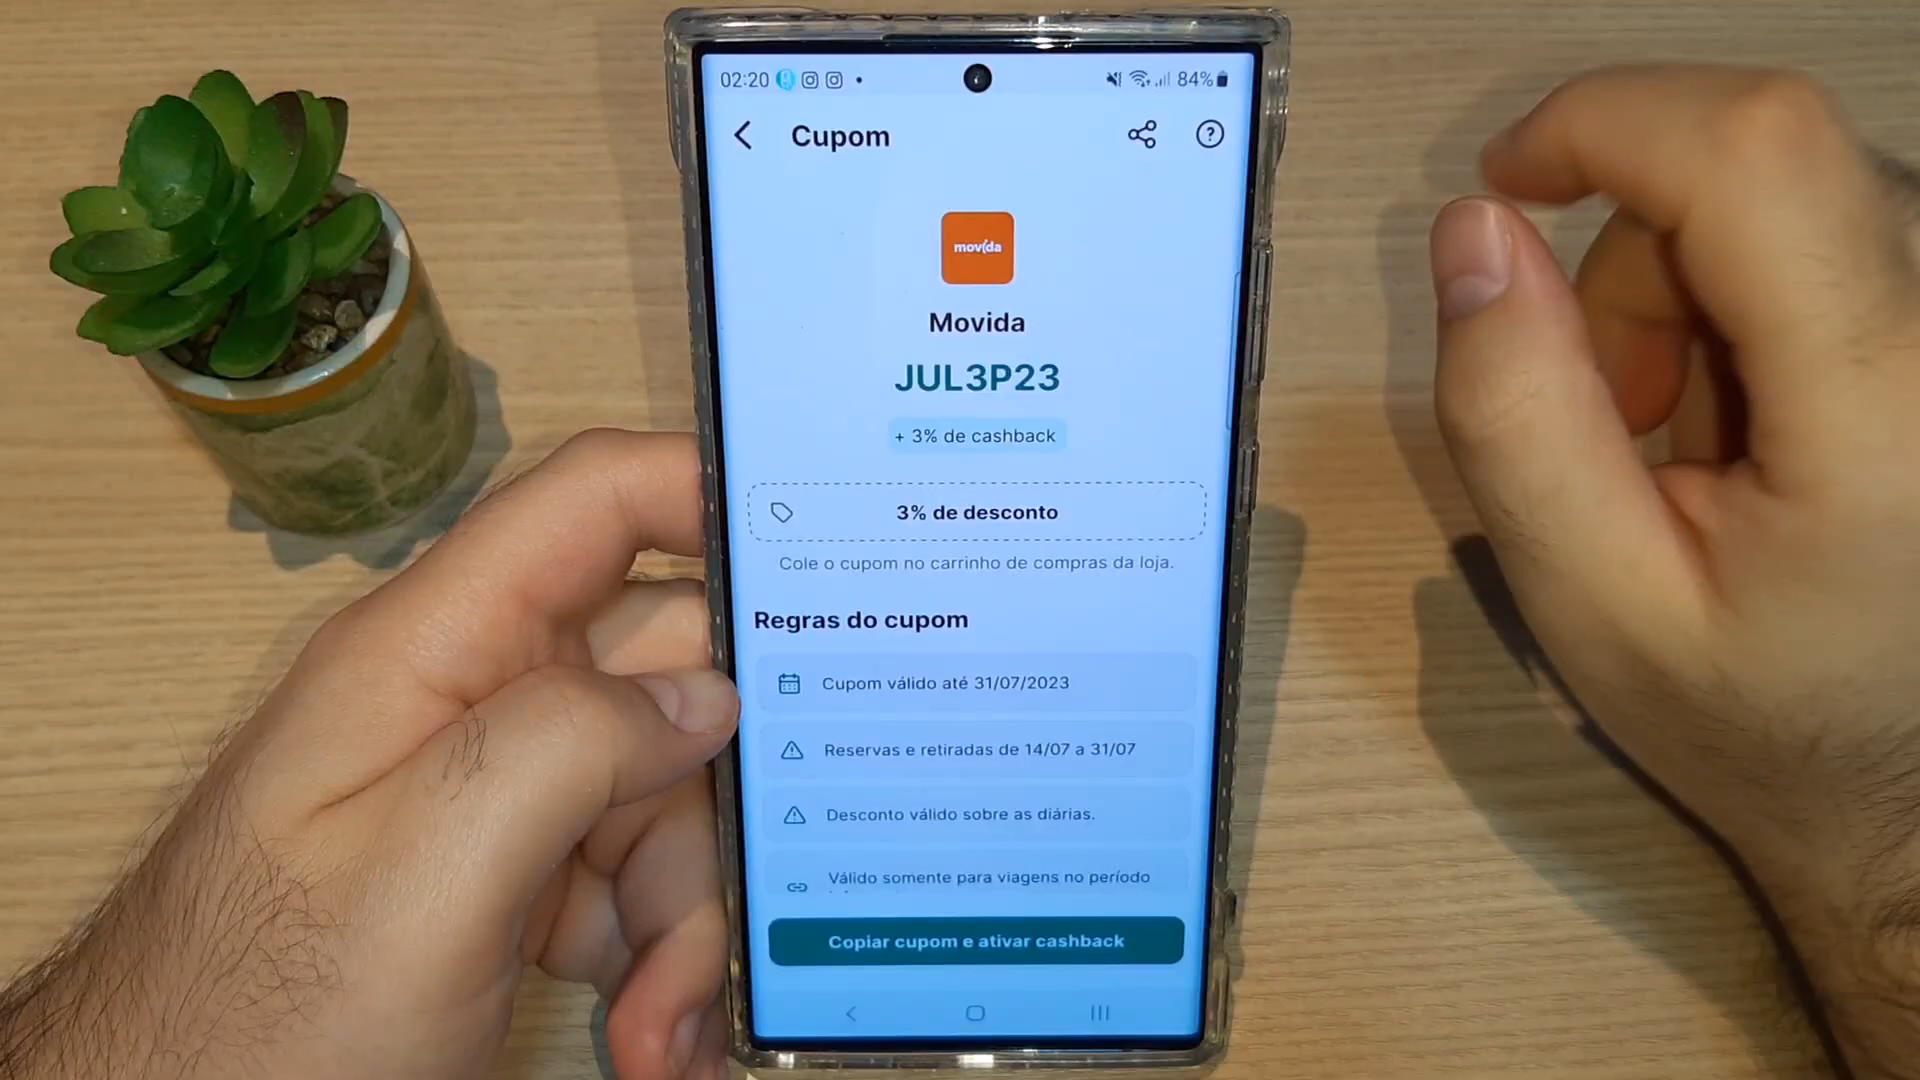 02:20
84%
Cupom
movida
Movida
JUL3P23
+ 3% de cashback
3% de desconto
Cole o cupom no carrinho de compras da loja.
Regras do cupom
Cupom válido até 31/07/2023
Reservas e retiradas de 14/07 a 31/07
Desconto válido sobre as diárias.
Válido somente para viagens no período
Copiar cupom e ativar cashback